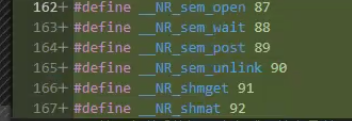 162+ #define __NR_sem_open 87
163+ #define __NR_sem_wait 88
164+ #define __NR_sem_post 89
165+ #define __NR_sem_unlink 90
166+ #define __NR_shmget 91
167+ #define __NR_shmat 92